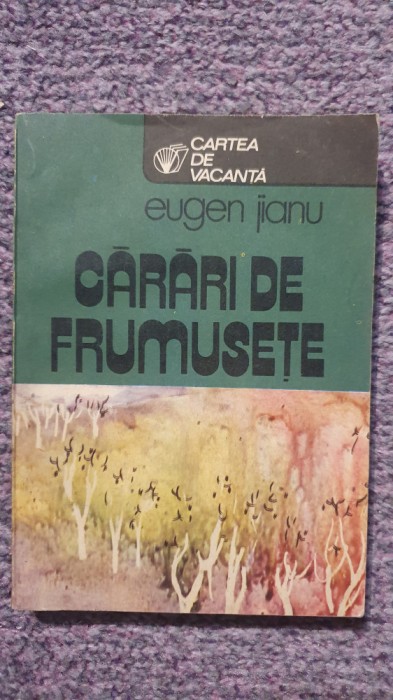 CARTEA
DE
VACANȚĂ
eugen jianu
CĂRĂRI DE
FRUMUSEȚE